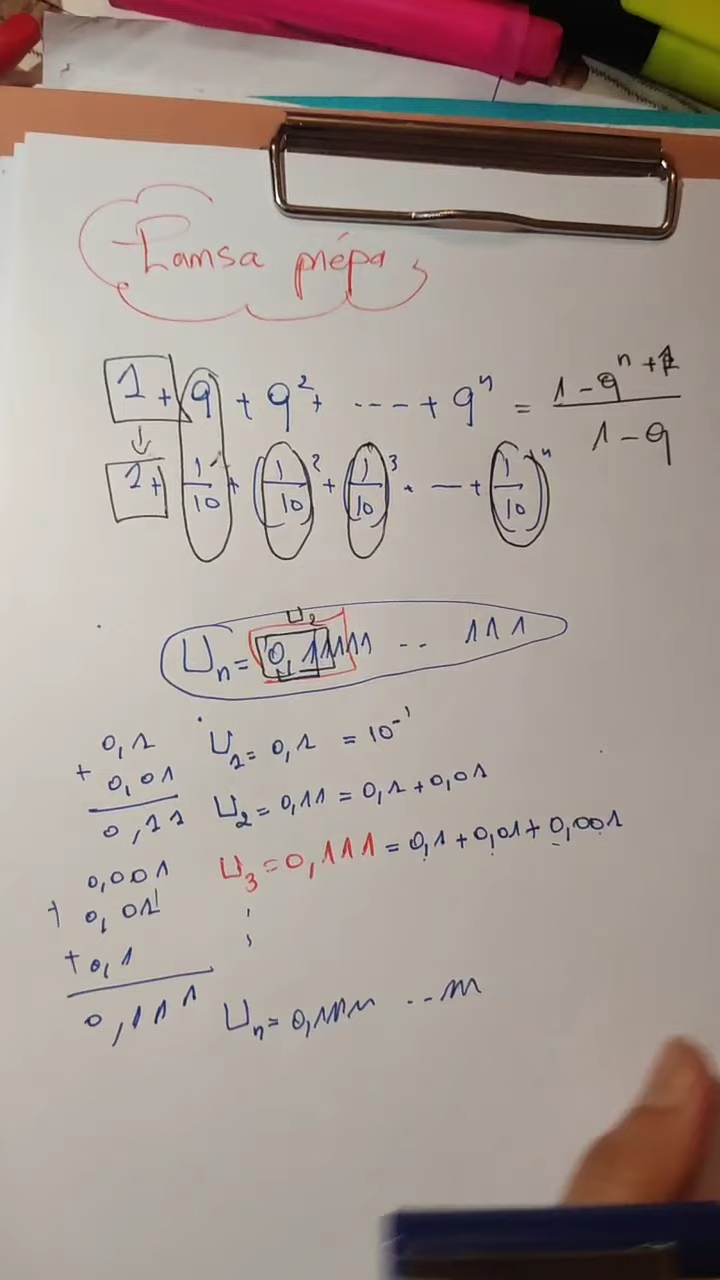 Lamsa prépa
1 + q + q² + ---- + qⁿ = (1 - qⁿ⁺¹)/(1 - q)
1 + 1/10 + (1/10)² + (1/10)³ + --- + (1/10)ⁿ
U₂
Uₙ = 0,11111 .. 111
0,1
+ 0,01
0,11
U₁ = 0,1 = 10⁻¹
U₂ = 0,11 = 0,1 + 0,01
0,001
+ 0,01
+ 0,1
0,111
U₃ = 0,111 = 0,1 + 0,01 + 0,001
Uₙ = 0,1111 ... 111